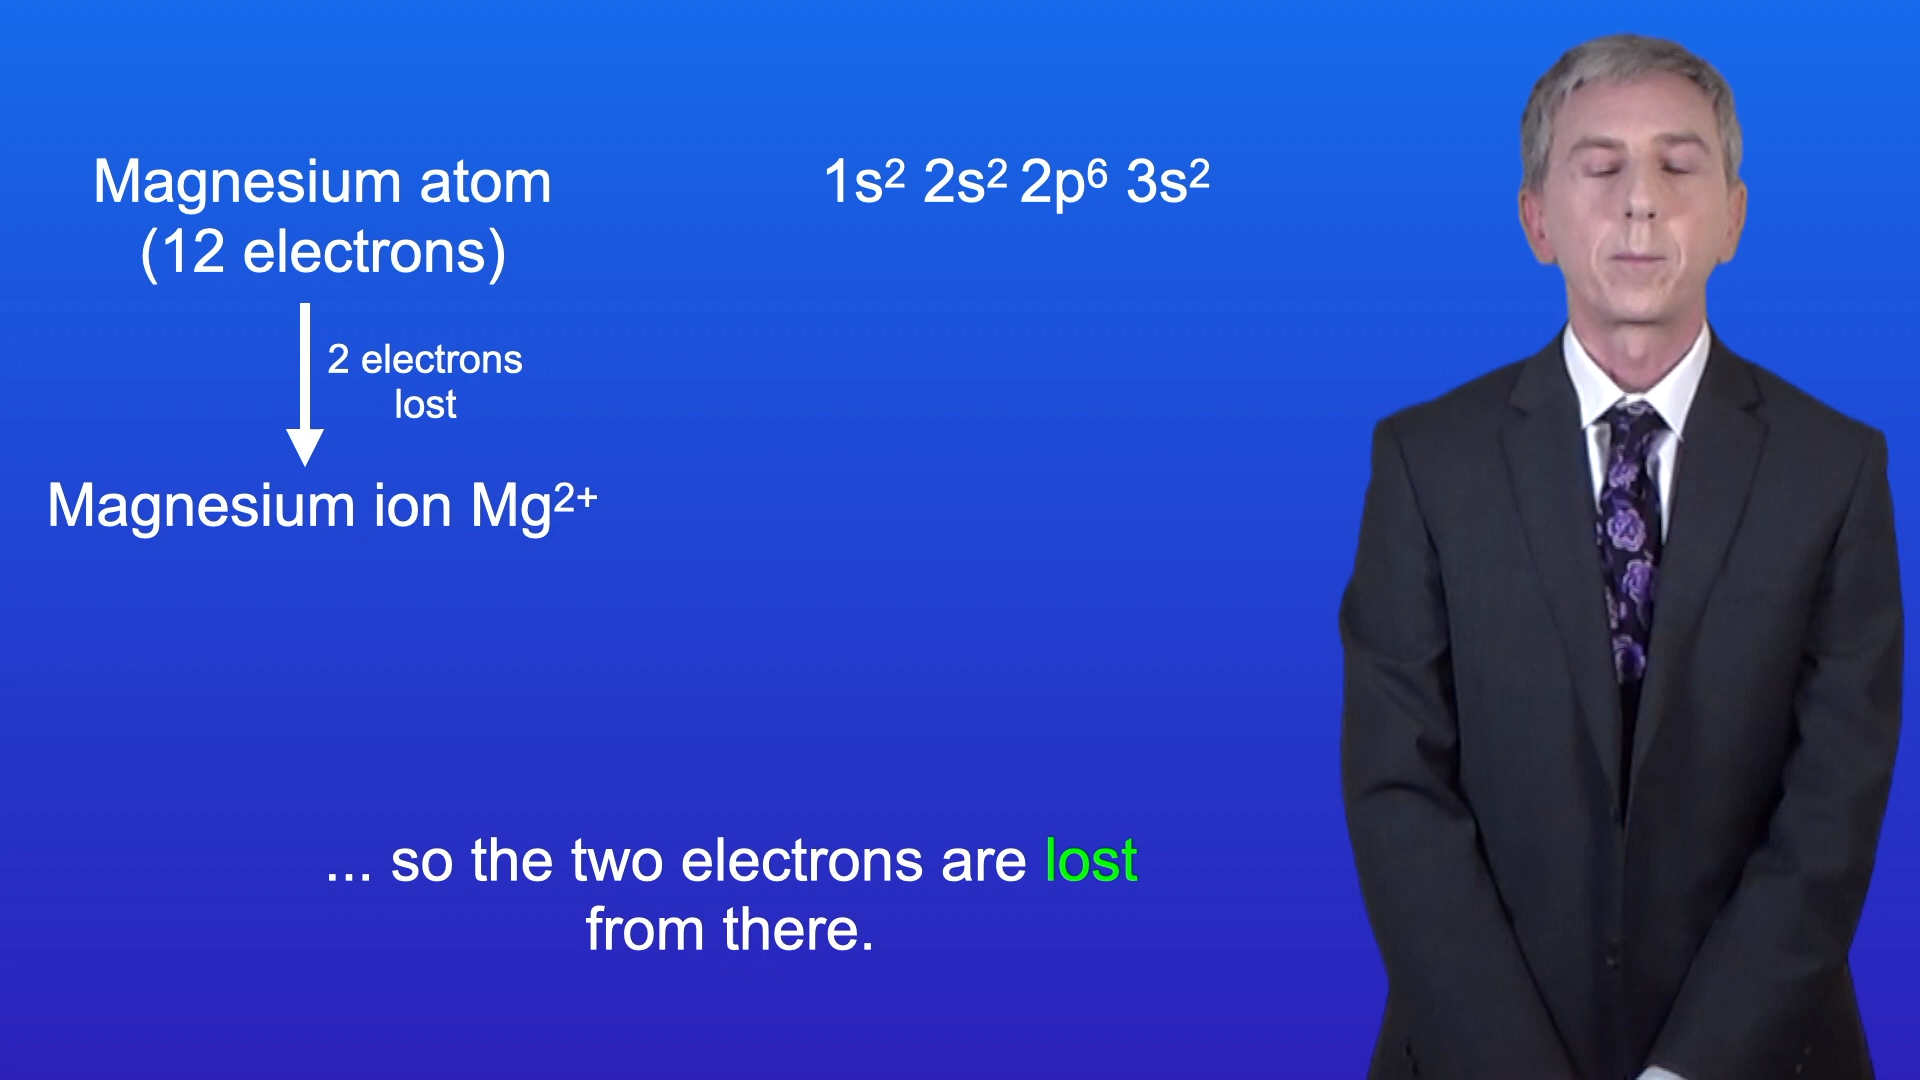 Magnesium atom
(12 electrons)
1s² 2s² 2p⁶ 3s²
2 electrons
lost
Magnesium ion Mg²⁺
... so the two electrons are lost
from there.